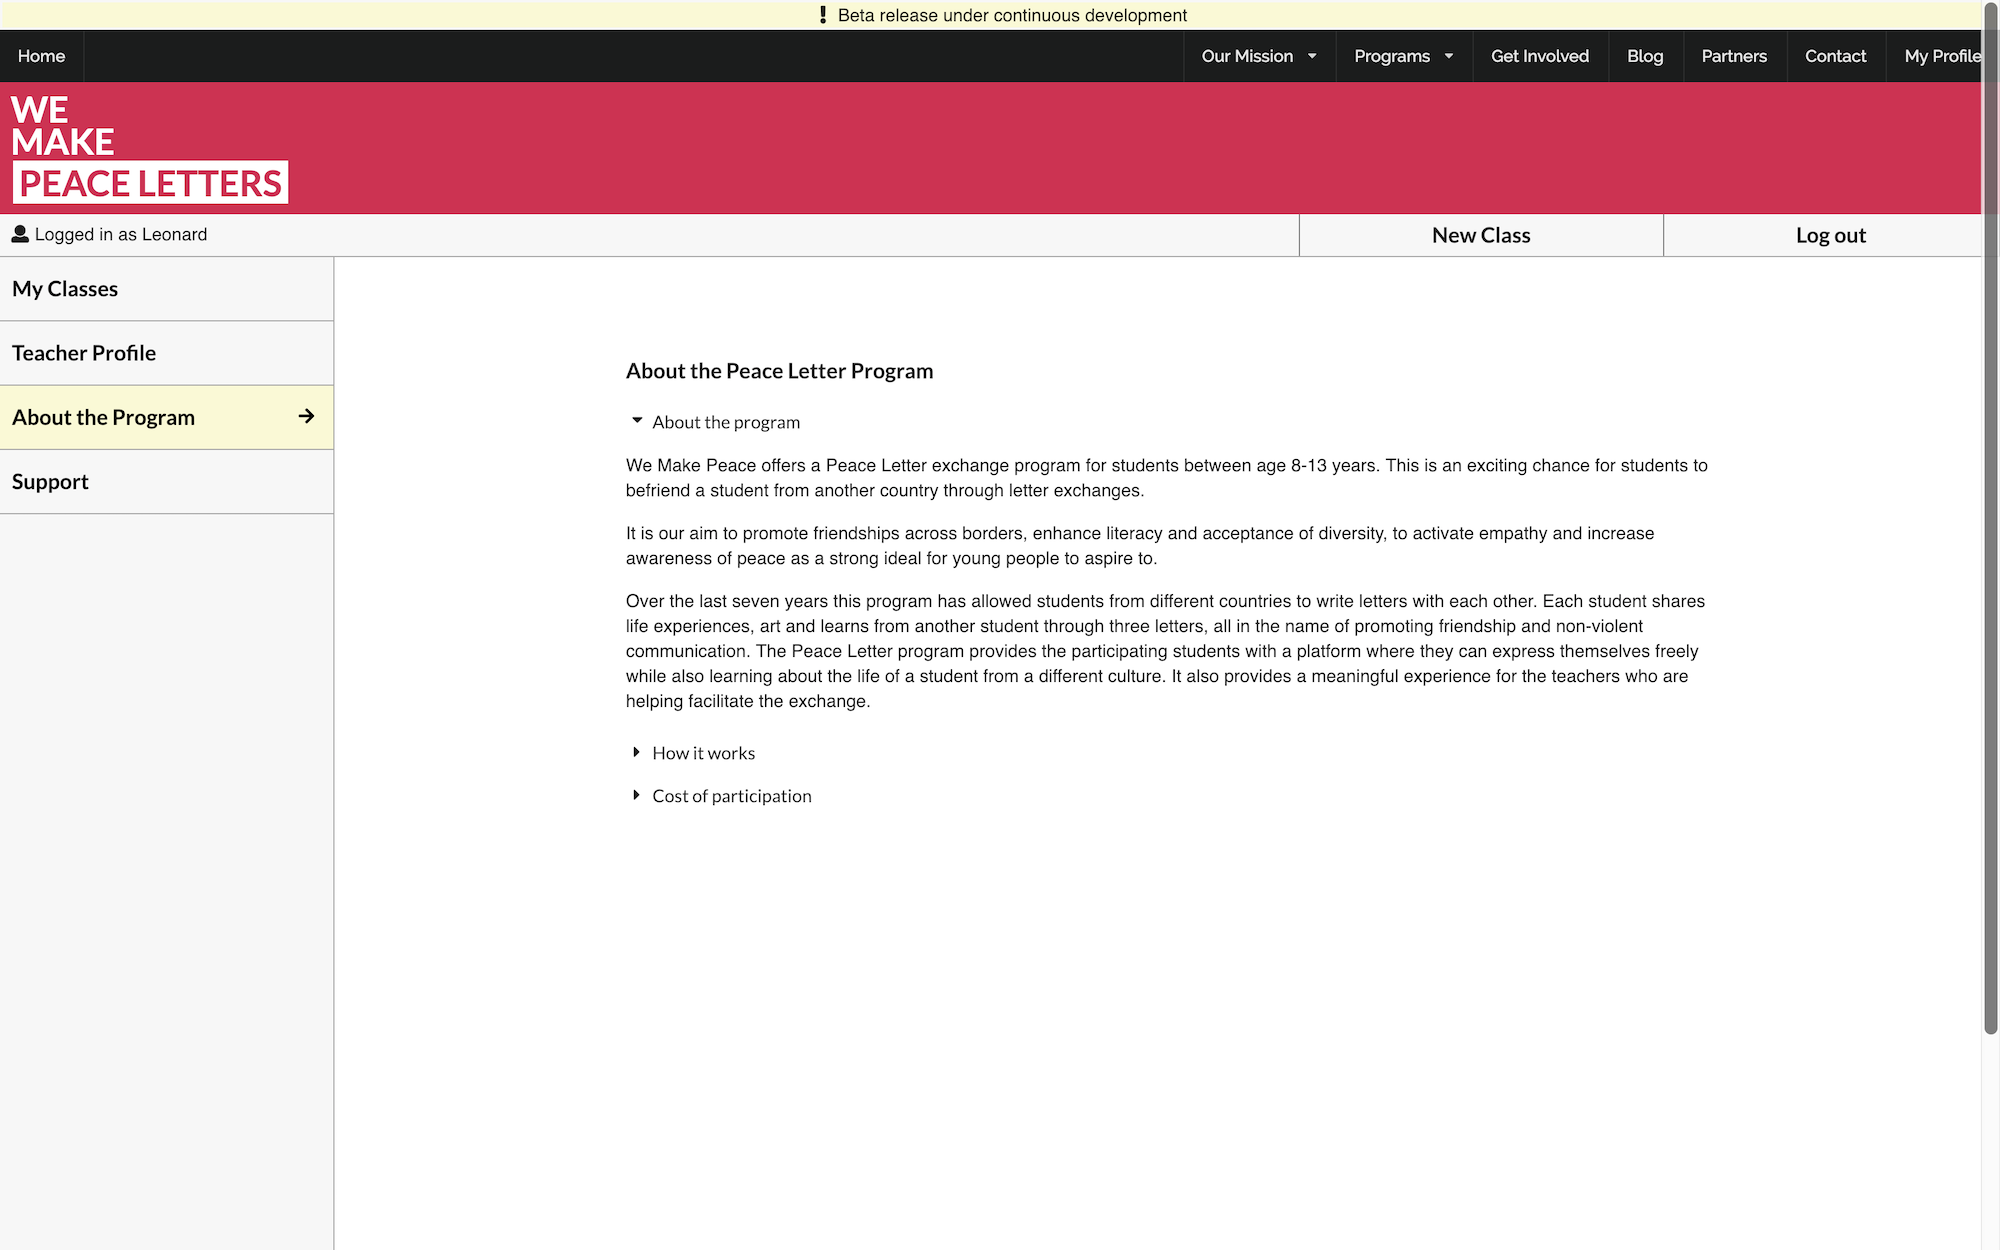 Beta release under continuous development
Home
Our Mission
Programs
Get Involved
Blog
Partners
Contact
My Profile
WE
MAKE
PEACE LETTERS
Logged in as Leonard
New Class
Log out
My Classes
Teacher Profile
About the Program
Support
About the Peace Letter Program
About the program
We Make Peace offers a Peace Letter exchange program for students between age 8-13 years. This is an exciting chance for students to
befriend a student from another country through letter exchanges.
It is our aim to promote friendships across borders, enhance literacy and acceptance of diversity, to activate empathy and increase
awareness of peace as a strong ideal for young people to aspire to.
Over the last seven years this program has allowed students from different countries to write letters with each other. Each student shares
life experiences, art and learns from another student through three letters, all in the name of promoting friendship and non-violent
communication. The Peace Letter program provides the participating students with a platform where they can express themselves freely
while also learning about the life of a student from a different culture. It also provides a meaningful experience for the teachers who are
helping facilitate the exchange.
How it works
Cost of participation